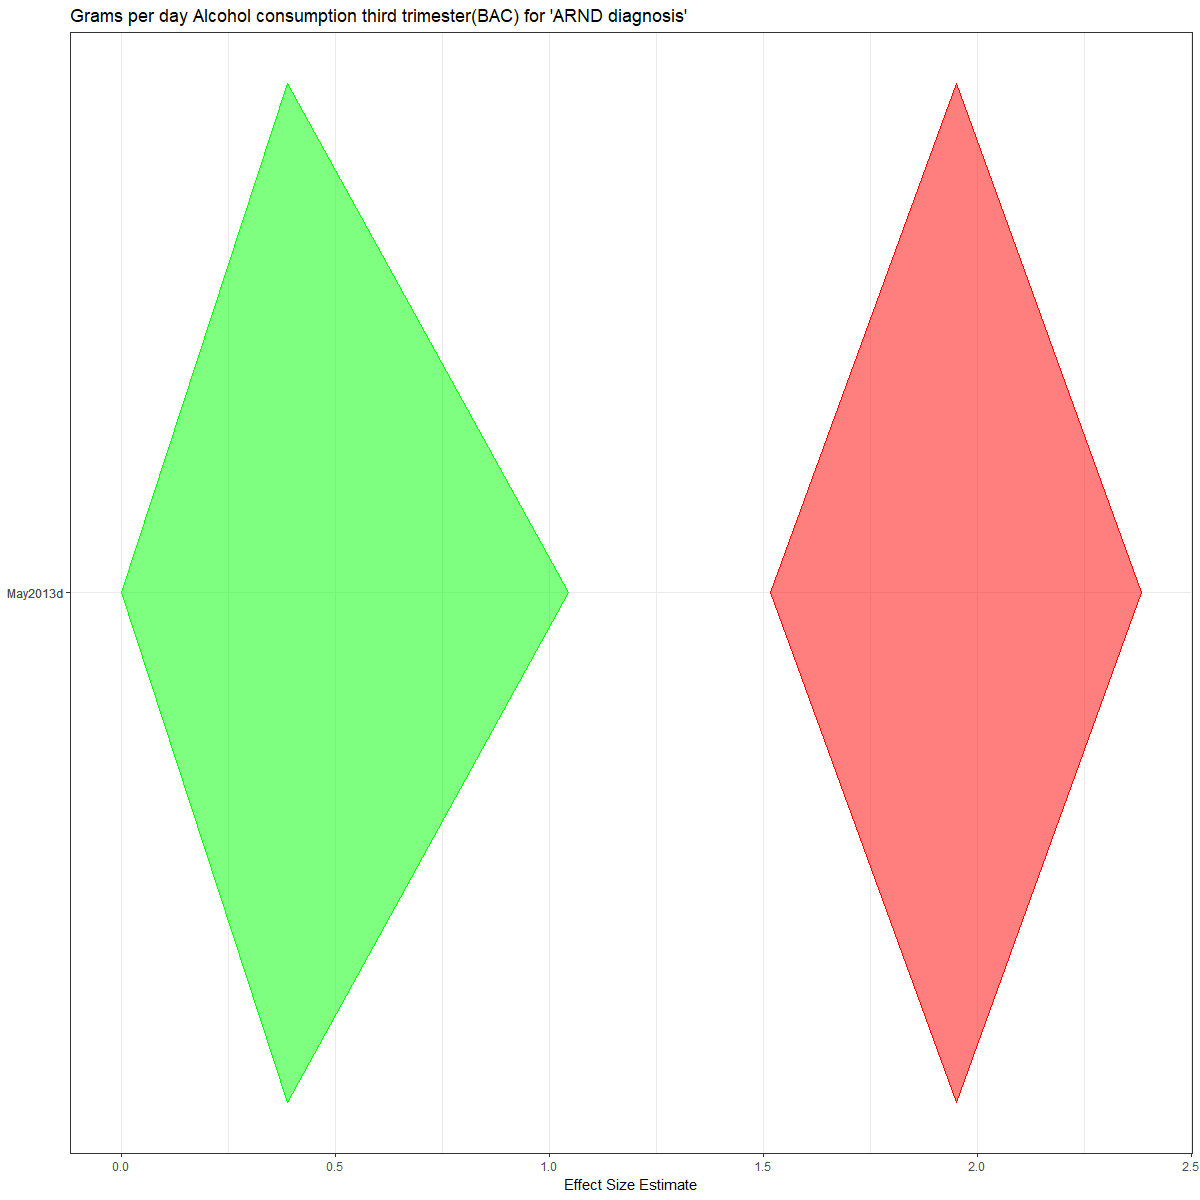 Grams per day Alcohol consumption third trimester(BAC) for 'ARND diagnosis'
May2013d
0.0 0.5 1.0 1.5 2.0 2.5
Effect Size Estimate